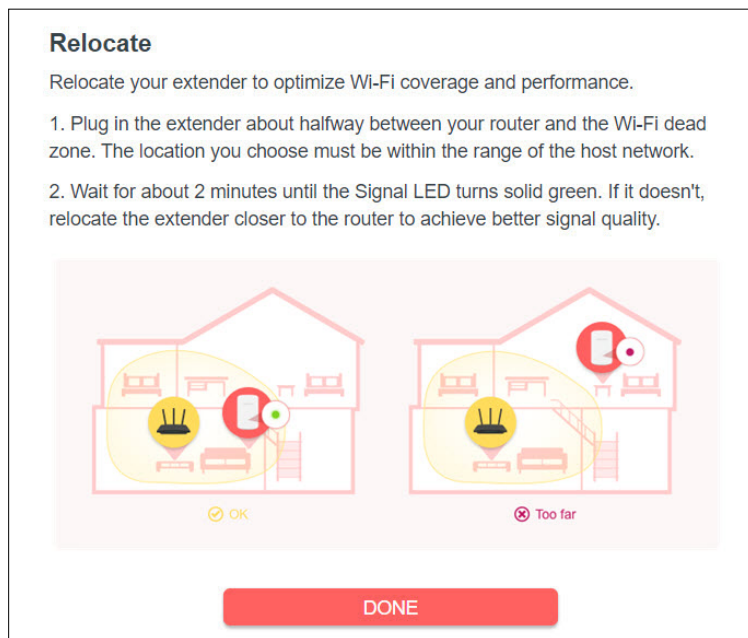 Relocate
Relocate your extender to optimize Wi-Fi coverage and performance.
1. Plug in the extender about halfway between your router and the Wi-Fi dead
zone. The location you choose must be within the range of the host network.
2. Wait for about 2 minutes until the Signal LED turns solid green. If it doesn't,
relocate the extender closer to the router to achieve better signal quality.
OK
Too far
DONE